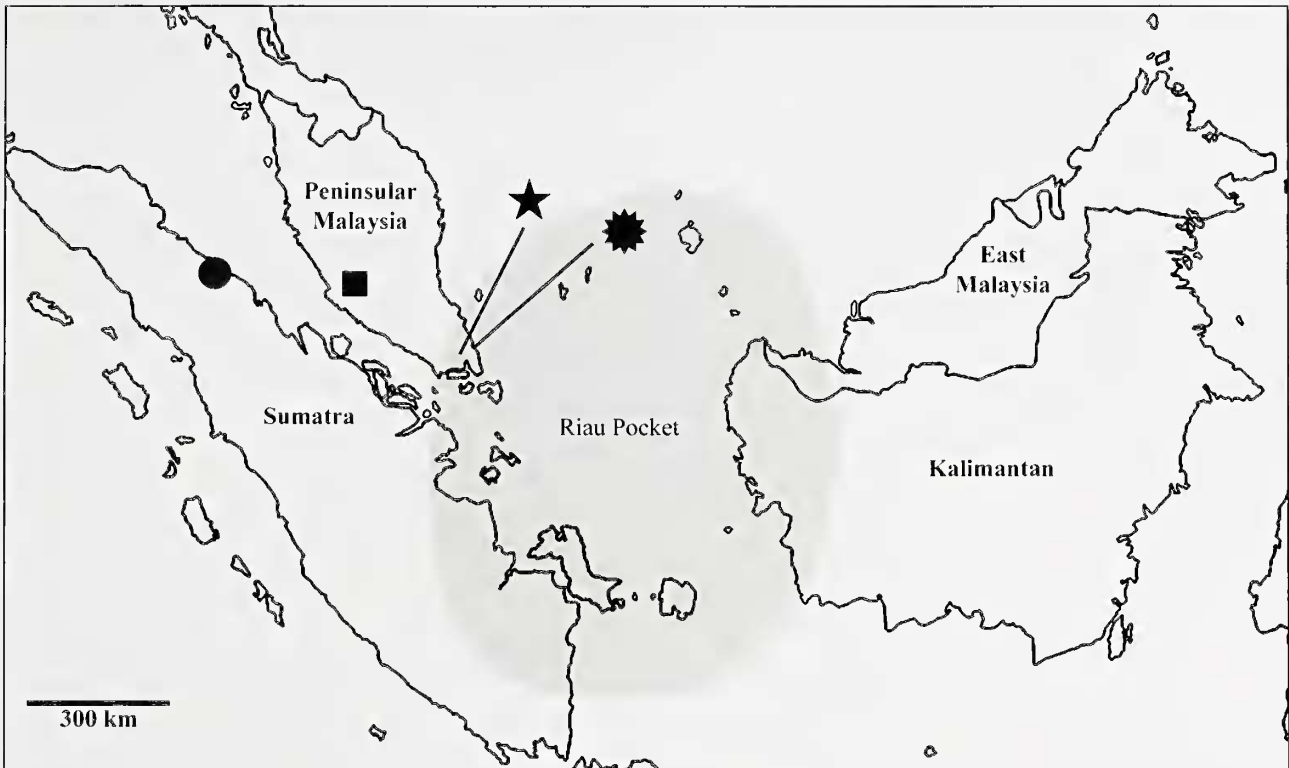 Peninsular
Malaysia
East
Malaysia
Sumatra
Riau Pocket
Kalimantan
300 km